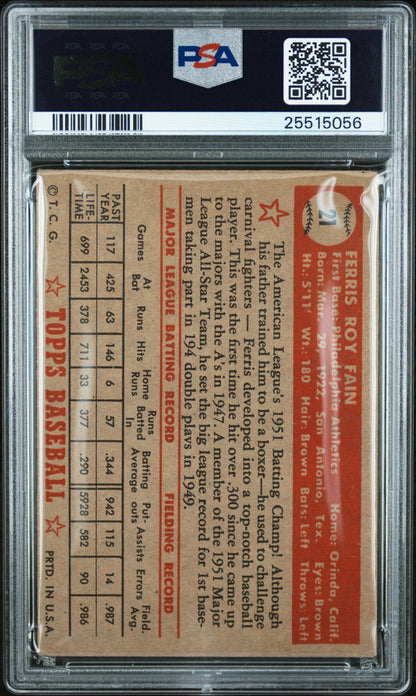 PSA
PSA
25515056
21
FERRIS ROY FAIN
First Base—Philadelphia Athletics Home: Orinda, Calif.
Born: Mar. 29, 1922, San Antonio, Tex. Eyes: Brown
Ht.: 5'11" Wt.: 180 Hair: Brown Bats: Left Throws: Left
The American League's 1951 Batting Champ! Although
his father trained him to be a boxer—he used to challenge
carnival fighters — Ferris developed into a top-notch baseball
player. This was the first time he hit over .300 since he came up
to the majors with the A's in 1947. A member of the 1951 Major
League All-Star Team, he set the big league record for 1st base-
men taking part in 194 double plays in 1949.
MAJOR LEAGUE BATTING RECORD FIELDING RECORD
Games At Bat Runs Hits Home Runs Runs Batted In Batting Average Put-outs Assists Errors Field. Avg.
PAST YEAR 117 425 63 146 6 57 .344 942 115 14 .987
LIFE-TIME 699 2453 378 711 33 377 .290 5928 582 90 .986
© T. C. G. TOPPS BASEBALL PRTD. IN U.S.A.